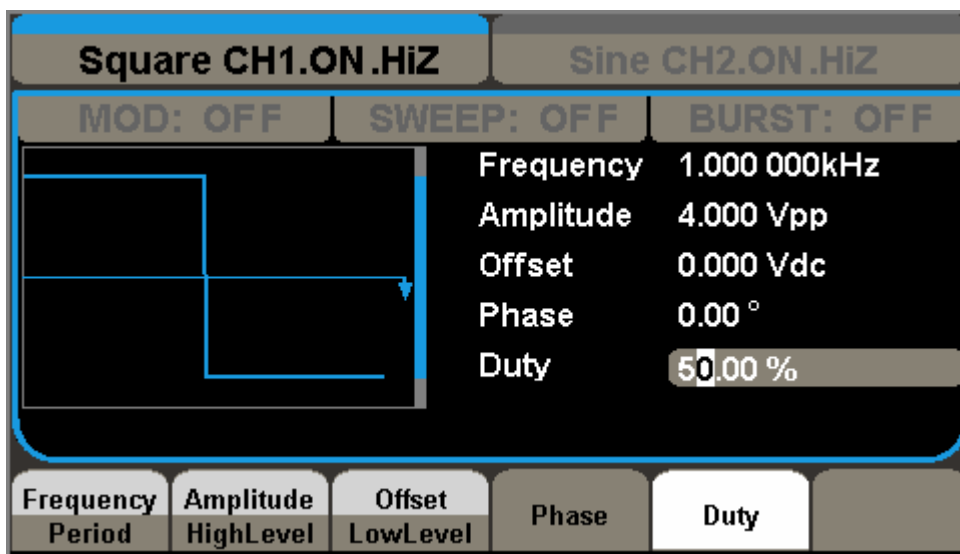 Square CH1.ON.HiZ
Sine CH2.ON.HiZ
MOD: OFF
SWEEP: OFF
BURST: OFF
Frequency 1.000 000kHz
Amplitude 4.000 Vpp
Offset 0.000 Vdc
Phase 0.00 °
Duty 50.00 %
Frequency
Period
Amplitude
HighLevel
Offset
LowLevel
Phase
Duty